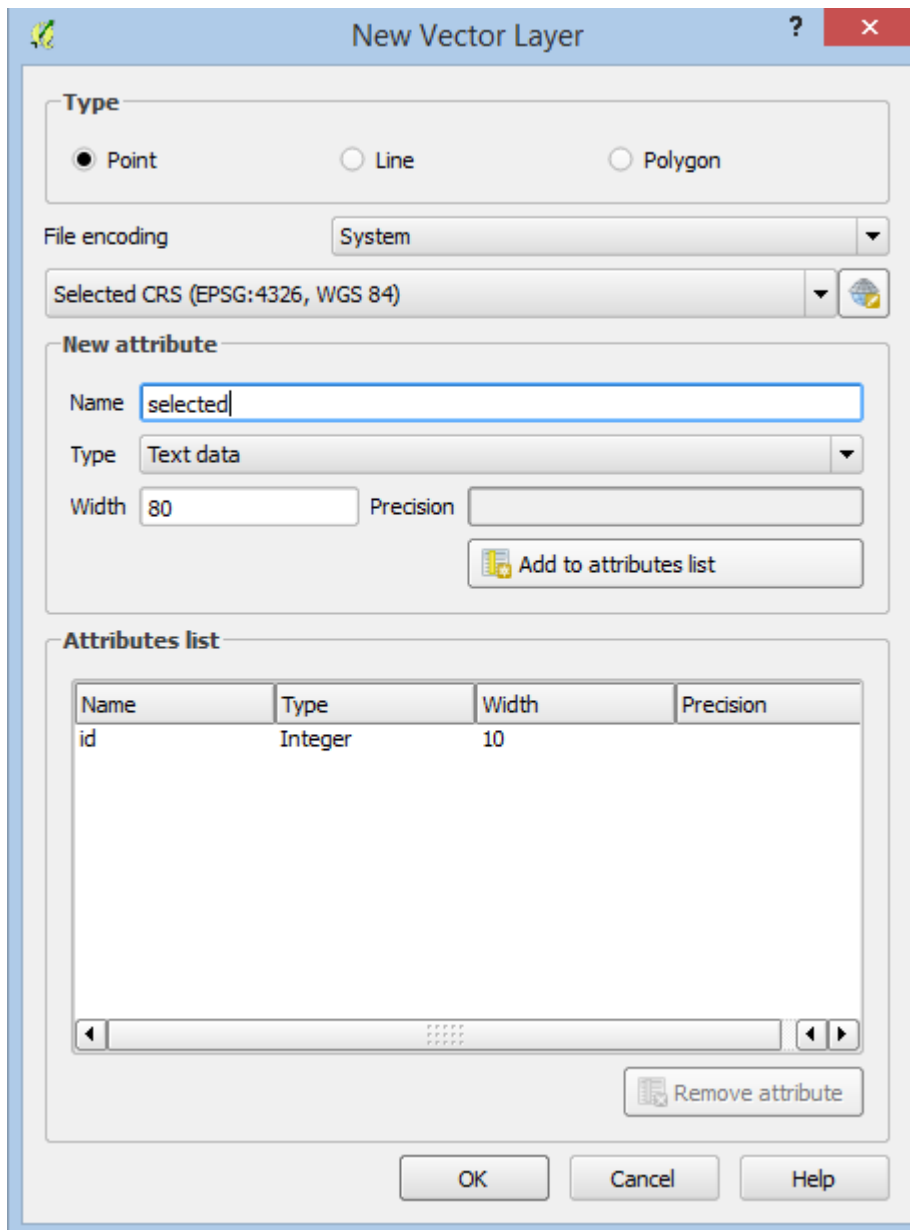 New Vector Layer ?
Type
Point Line Polygon
File encoding System
Selected CRS (EPSG:4326, WGS 84)
New attribute
Name selected
Type Text data
Width 80 Precision
Add to attributes list
Attributes list
Name Type Width Precision
id Integer 10
Remove attribute
OK Cancel Help